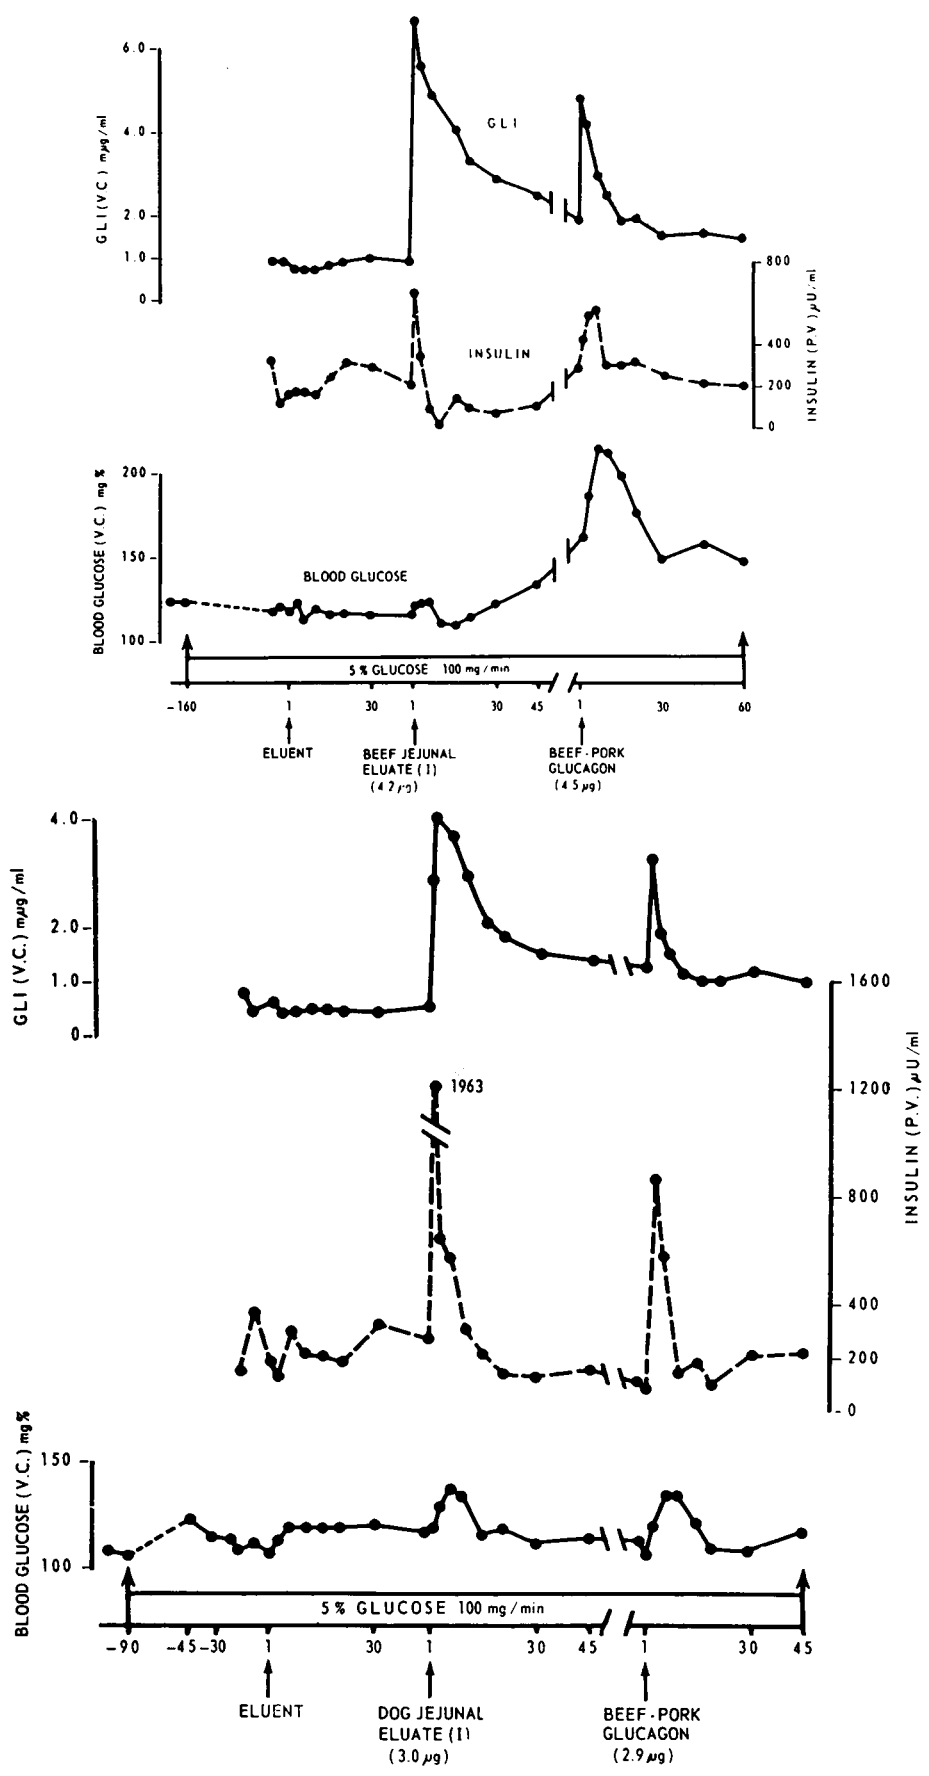 6.0
4.0
2.0
1.0
0
GLI (V.C.) mµg/ml
GLI
800
400
200
0
INSULIN (P.V.) µU/ml
INSULIN
200
150
100
BLOOD GLUCOSE (V.C.) mg %
BLOOD GLUCOSE
5% GLUCOSE 100 mg/min
-160 1 30 1 30 45 1 30 60
ELUENT
BEEF JEJUNAL
ELUATE (I)
(4.2 µg)
BEEF-PORK
GLUCAGON
(4.5 µg)
4.0
2.0
1.0
0
GLI (V.C.) mµg/ml
1600
1200
800
400
200
0
INSULIN (P.V.) µU/ml
1963
150
100
BLOOD GLUCOSE (V.C.) mg%
5% GLUCOSE 100 mg/min
-90 -45 -30 1 30 1 30 45 1 30 45
ELUENT
DOG JEJUNAL
ELUATE (I)
(3.0 µg)
BEEF-PORK
GLUCAGON
(2.9 µg)